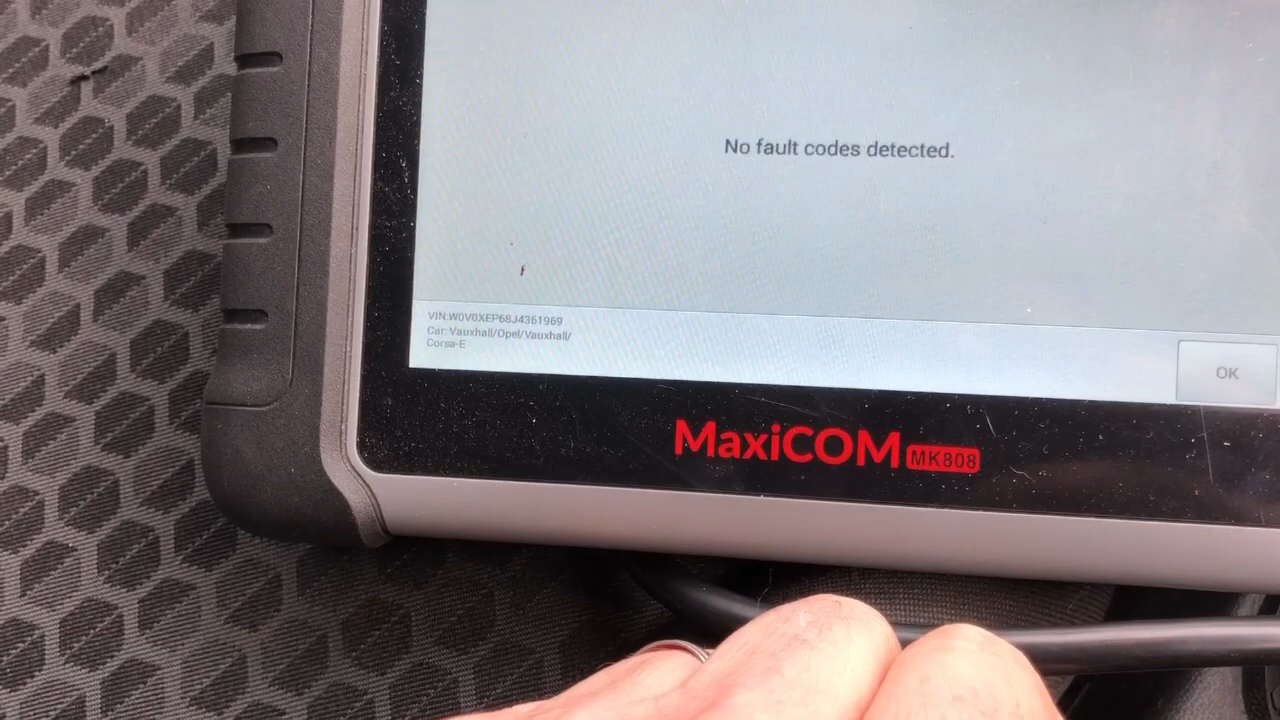 No fault codes detected.
VIN:W0V0XEP68J4361969
Car: Vauxhall/Opel/Vauxhall/
Corsa-E
OK
MaxiCOM MK808